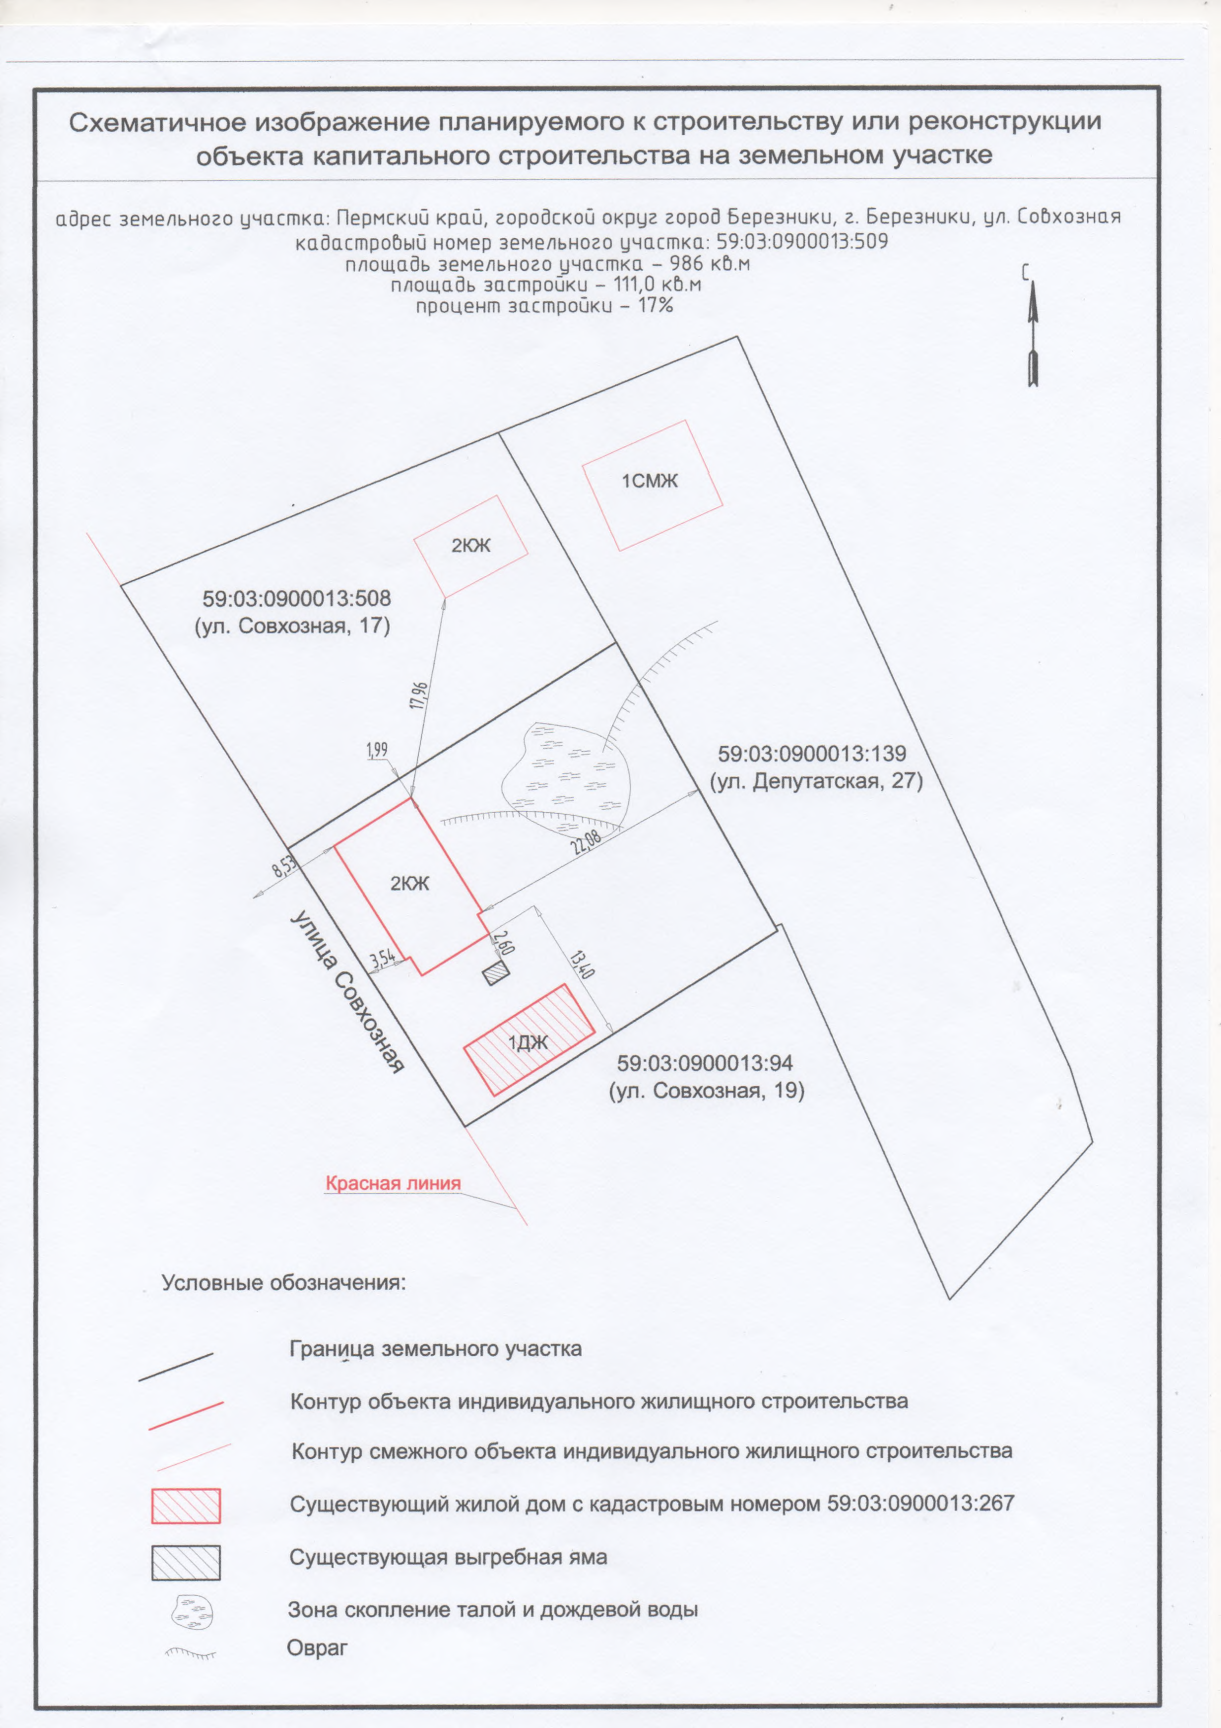 Схематичное изображение планируемого к строительству или реконструкции
объекта капитального строительства на земельном участке
адрес земельного участка: Пермский край, городской округ город Березники, г. Березники, ул. Совхозная
кадастровый номер земельного участка: 59:03:0900013:509
площадь земельного участка – 986 кв.м
площадь застройки – 111,0 кв.м
процент застройки – 17%
С
1СМЖ
2КЖ
59:03:0900013:508
(ул. Совхозная, 17)
17,96
1,99
59:03:0900013:139
(ул. Депутатская, 27)
22,08
8,53
2КЖ
улица Совхозная
3,54
2,60
13,40
1ДЖ
59:03:0900013:94
(ул. Совхозная, 19)
Красная линия
Условные обозначения:
Граница земельного участка
Контур объекта индивидуального жилищного строительства
Контур смежного объекта индивидуального жилищного строительства
Существующий жилой дом с кадастровым номером 59:03:0900013:267
Существующая выгребная яма
Зона скопление талой и дождевой воды
Овраг